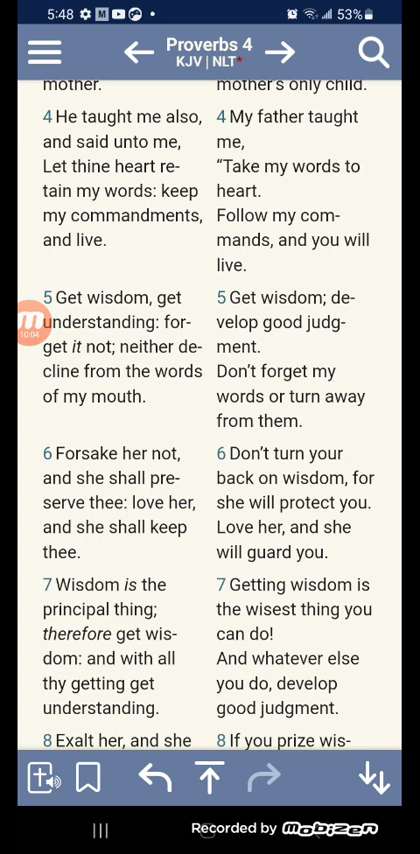 5:48 M 53%
Proverbs 4
KJV | NLT*
mother.
4 He taught me also,
and said unto me,
Let thine heart re-
tain my words: keep
my commandments,
and live.
5 Get wisdom, get
understanding: for-
get it not; neither de-
cline from the words
of my mouth.
6 Forsake her not,
and she shall pre-
serve thee: love her,
and she shall keep
thee.
7 Wisdom is the
principal thing;
therefore get wis-
dom: and with all
thy getting get
understanding.
8 Exalt her, and she
mother's only child.
4 My father taught
me,
“Take my words to
heart.
Follow my com-
mands, and you will
live.
5 Get wisdom; de-
velop good judg-
ment.
Don’t forget my
words or turn away
from them.
6 Don’t turn your
back on wisdom, for
she will protect you.
Love her, and she
will guard you.
7 Getting wisdom is
the wisest thing you
can do!
And whatever else
you do, develop
good judgment.
8 If you prize wis-
m
10:04
Recorded by mobizen